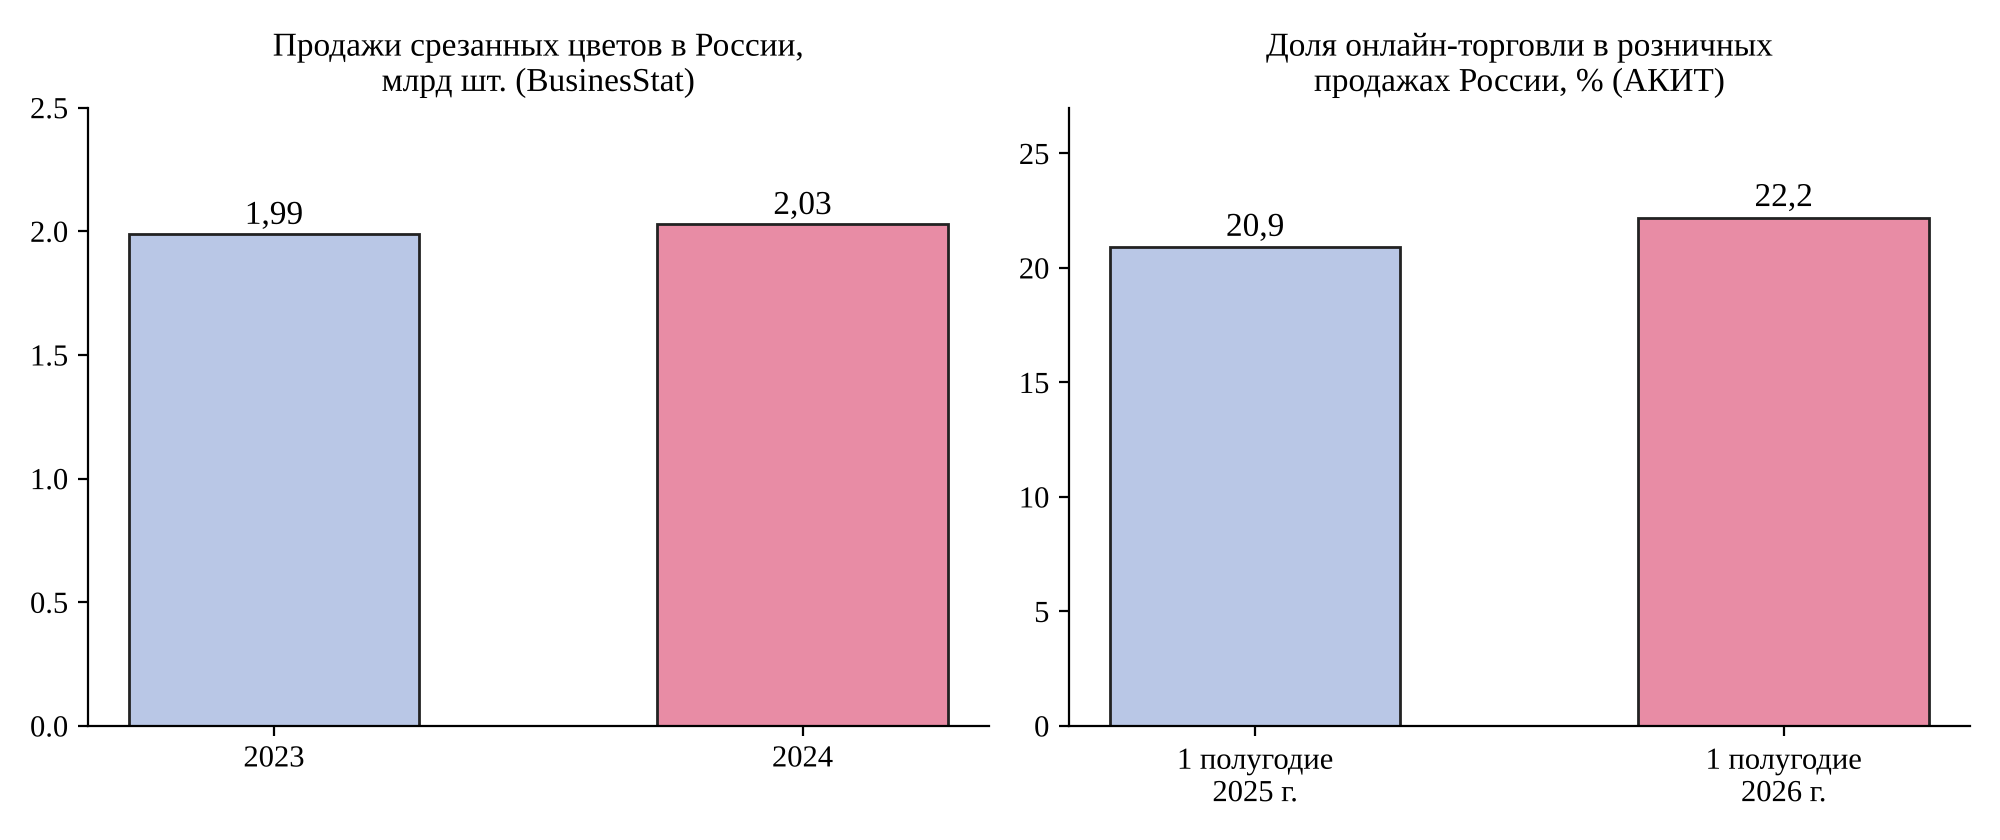 Продажи срезанных цветов в России,
млрд шт. (BusinesStat)
2.5
2.0
1.5
1.0
0.5
0.0
1,99
2,03
2023
2024
Доля онлайн-торговли в розничных
продажах России, % (АКИТ)
25
20
15
10
5
0
20,9
22,2
1 полугодие
2025 г.
1 полугодие
2026 г.